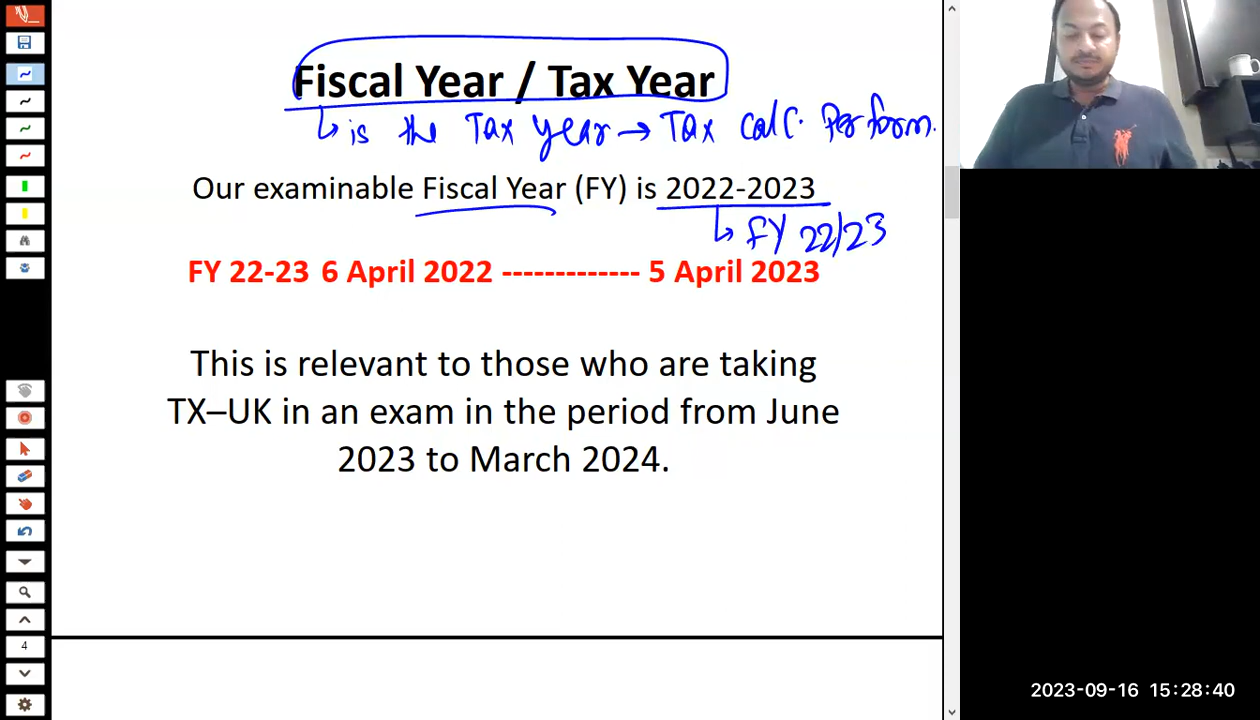 Fiscal Year / Tax Year
↳ is the Tax year → Tax calc. Perform.
Our examinable Fiscal Year (FY) is 2022-2023
↳ FY 22/23
FY 22-23 6 April 2022 ------------- 5 April 2023
This is relevant to those who are taking
TX–UK in an exam in the period from June
2023 to March 2024.
4
2023-09-16 15:28:40